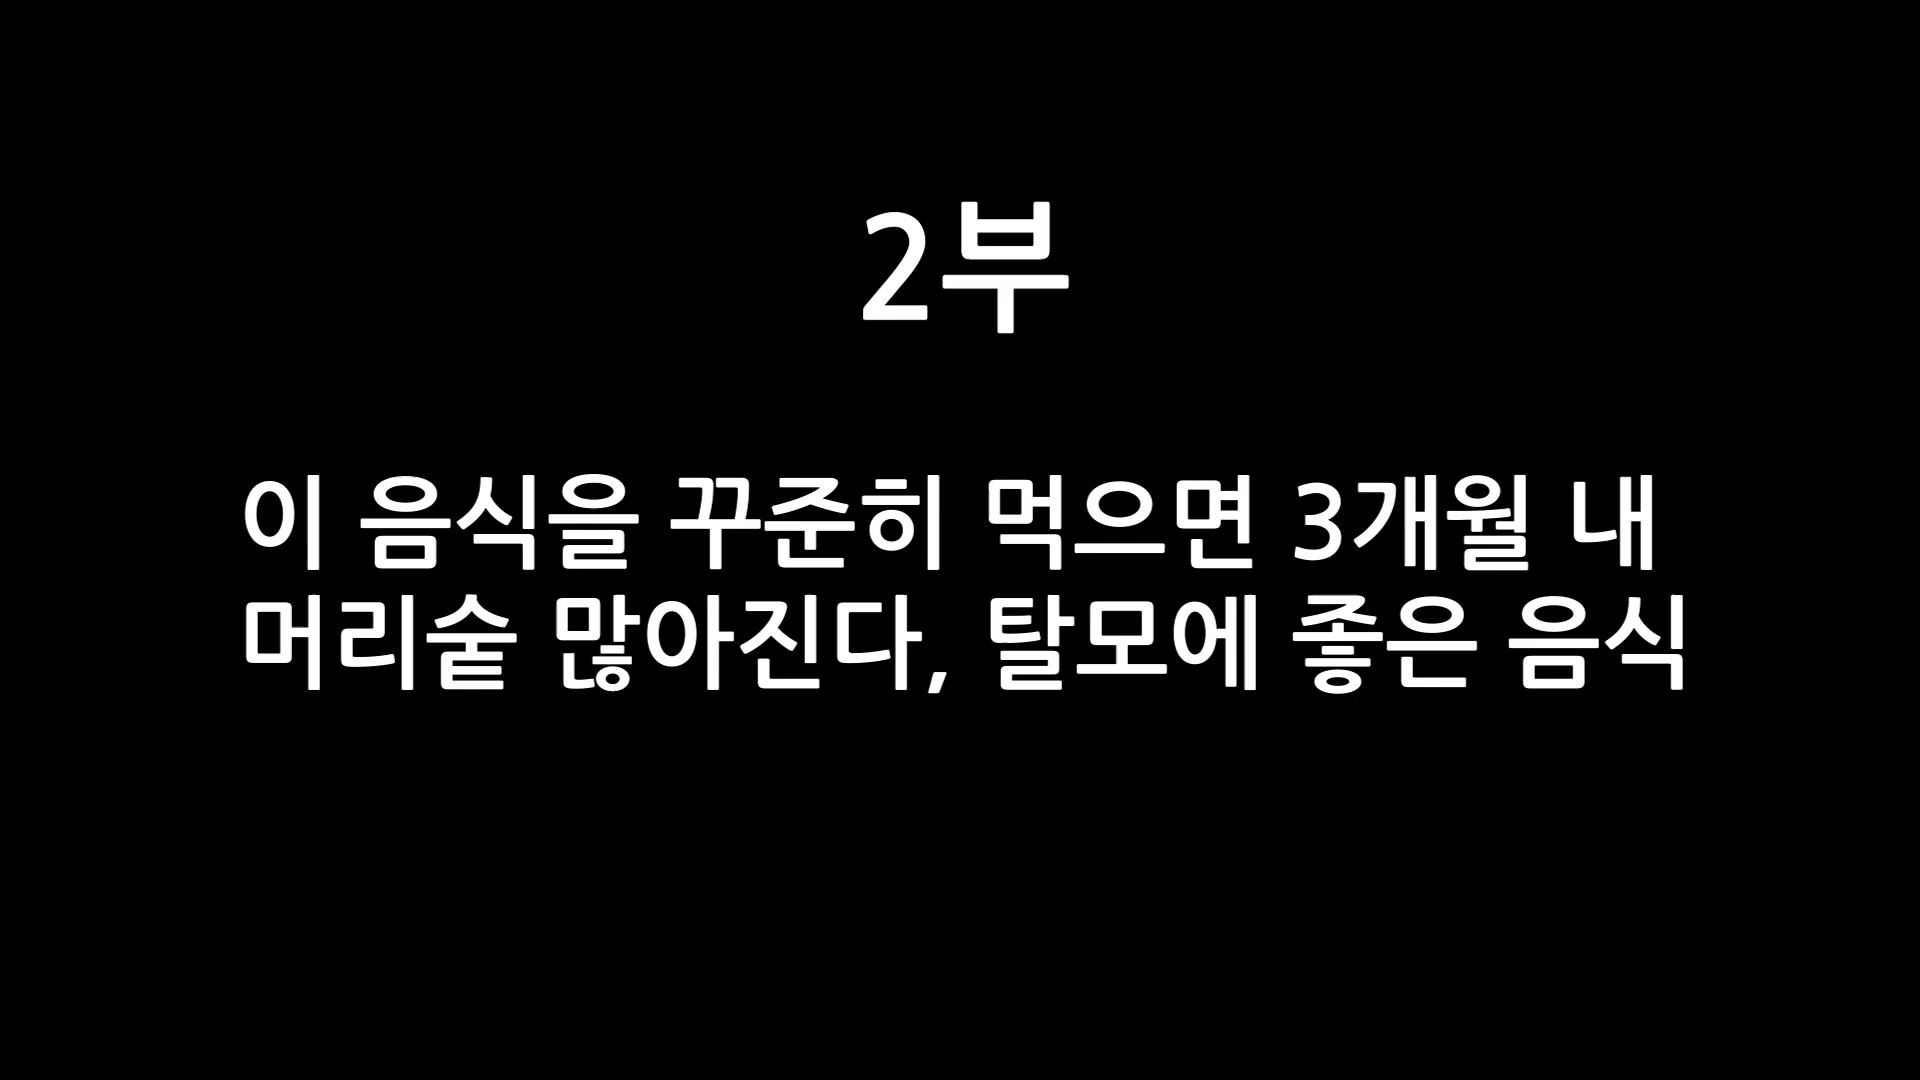 2부
이 음식을 꾸준히 먹으면 3개월 내
머리숱 많아진다, 탈모에 좋은 음식